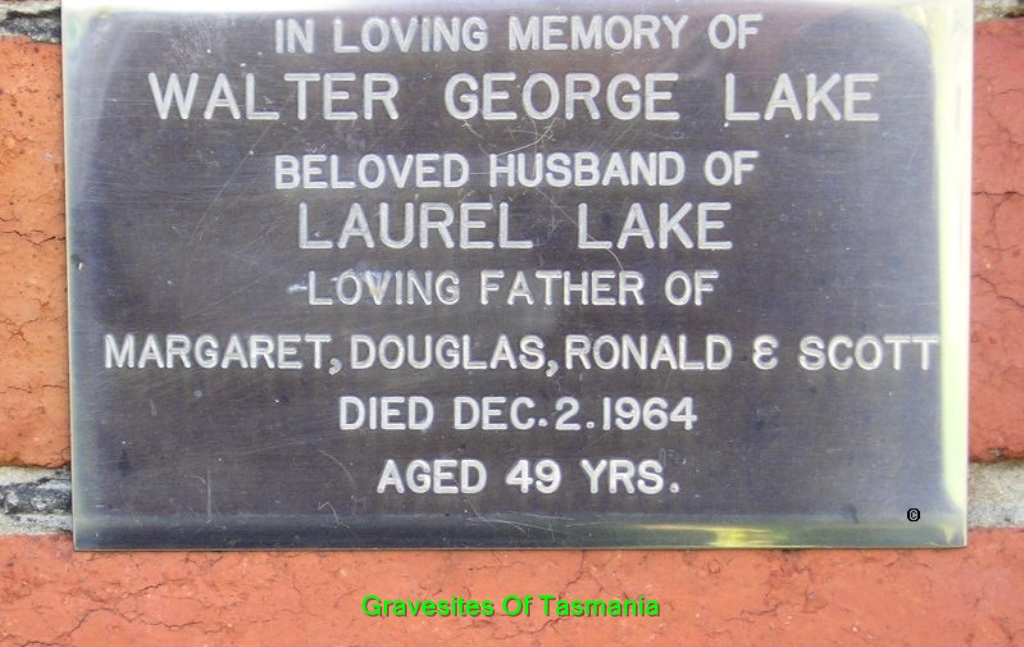 IN LOVING MEMORY OF
WALTER GEORGE LAKE
BELOVED HUSBAND OF
LAUREL LAKE
LOVING FATHER OF
MARGARET, DOUGLAS, RONALD & SCOTT
DIED DEC. 2. 1964
AGED 49 YRS.
©
Gravesites Of Tasmania